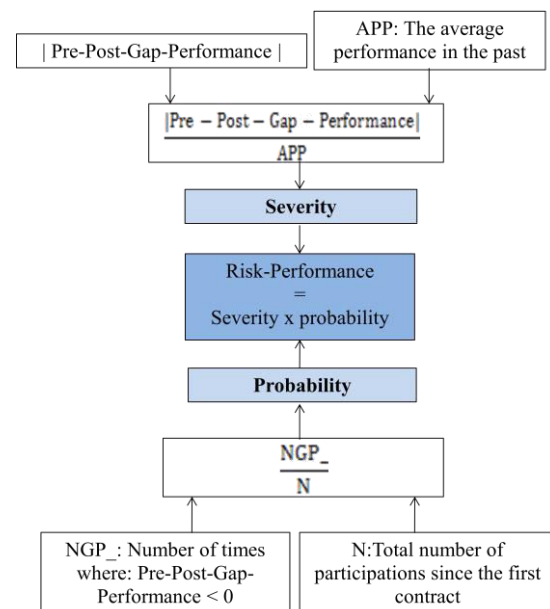 | Pre-Post-Gap-Performance |
APP: The average
performance in the past
|Pre − Post − Gap − Performance|
APP
Severity
Risk-Performance
=
Severity x probability
Probability
NGP_
N
NGP_: Number of times
where: Pre-Post-Gap-
Performance < 0
N:Total number of
participations since the first
contract